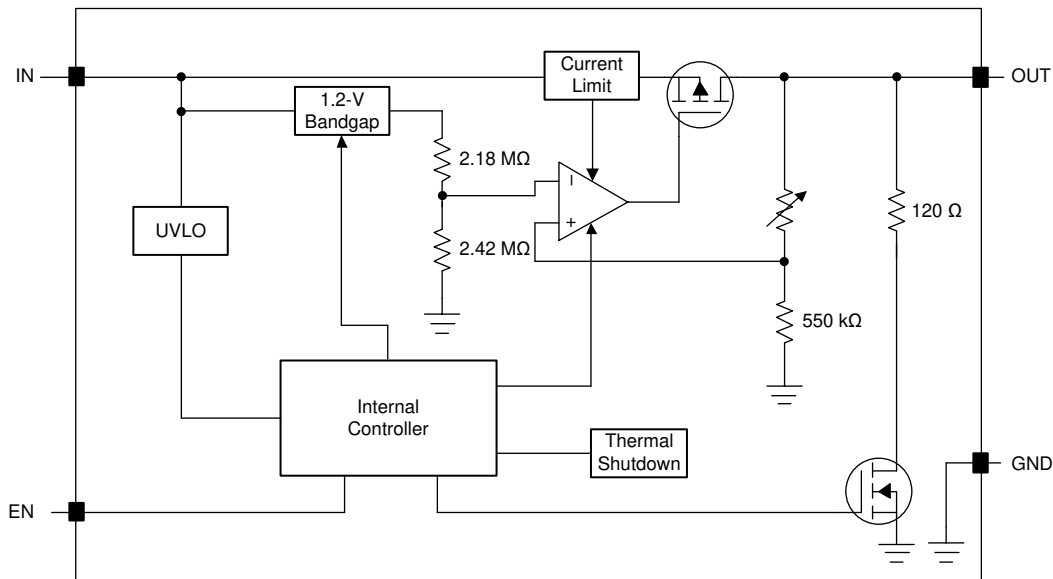 IN
Current
Limit
OUT
1.2-V
Bandgap
2.18 MΩ
120 Ω
UVLO
2.42 MΩ
550 kΩ
Internal
Controller
Thermal
Shutdown
GND
EN